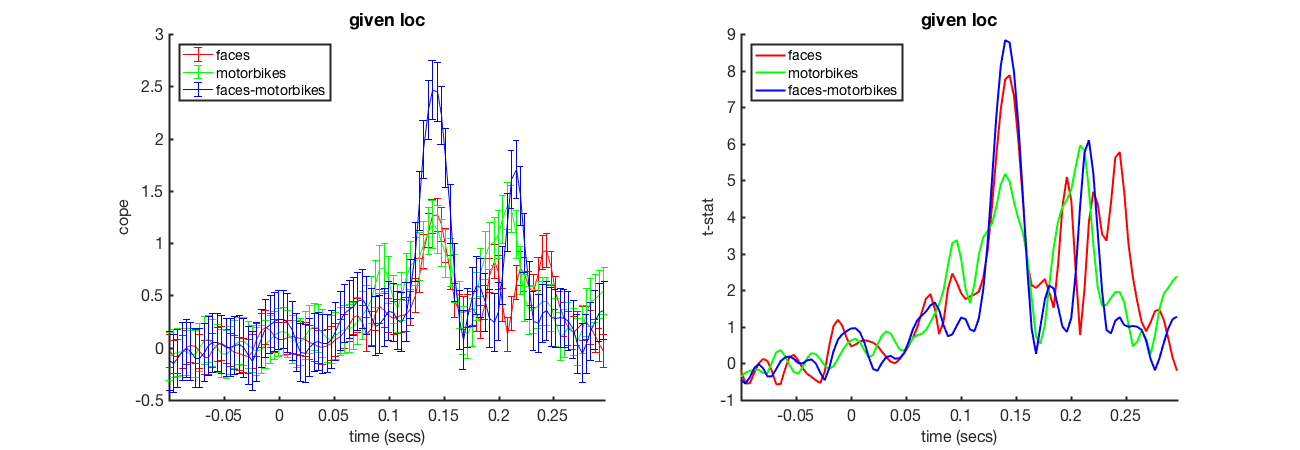 given loc
faces
motorbikes
faces-motorbikes
cope
3
2.5
2
1.5
1
0.5
0
-0.5
-0.05
0
0.05
0.1
0.15
0.2
0.25
time (secs)
given loc
faces
motorbikes
faces-motorbikes
t-stat
9
8
7
6
5
4
3
2
1
0
-1
-0.05
0
0.05
0.1
0.15
0.2
0.25
time (secs)